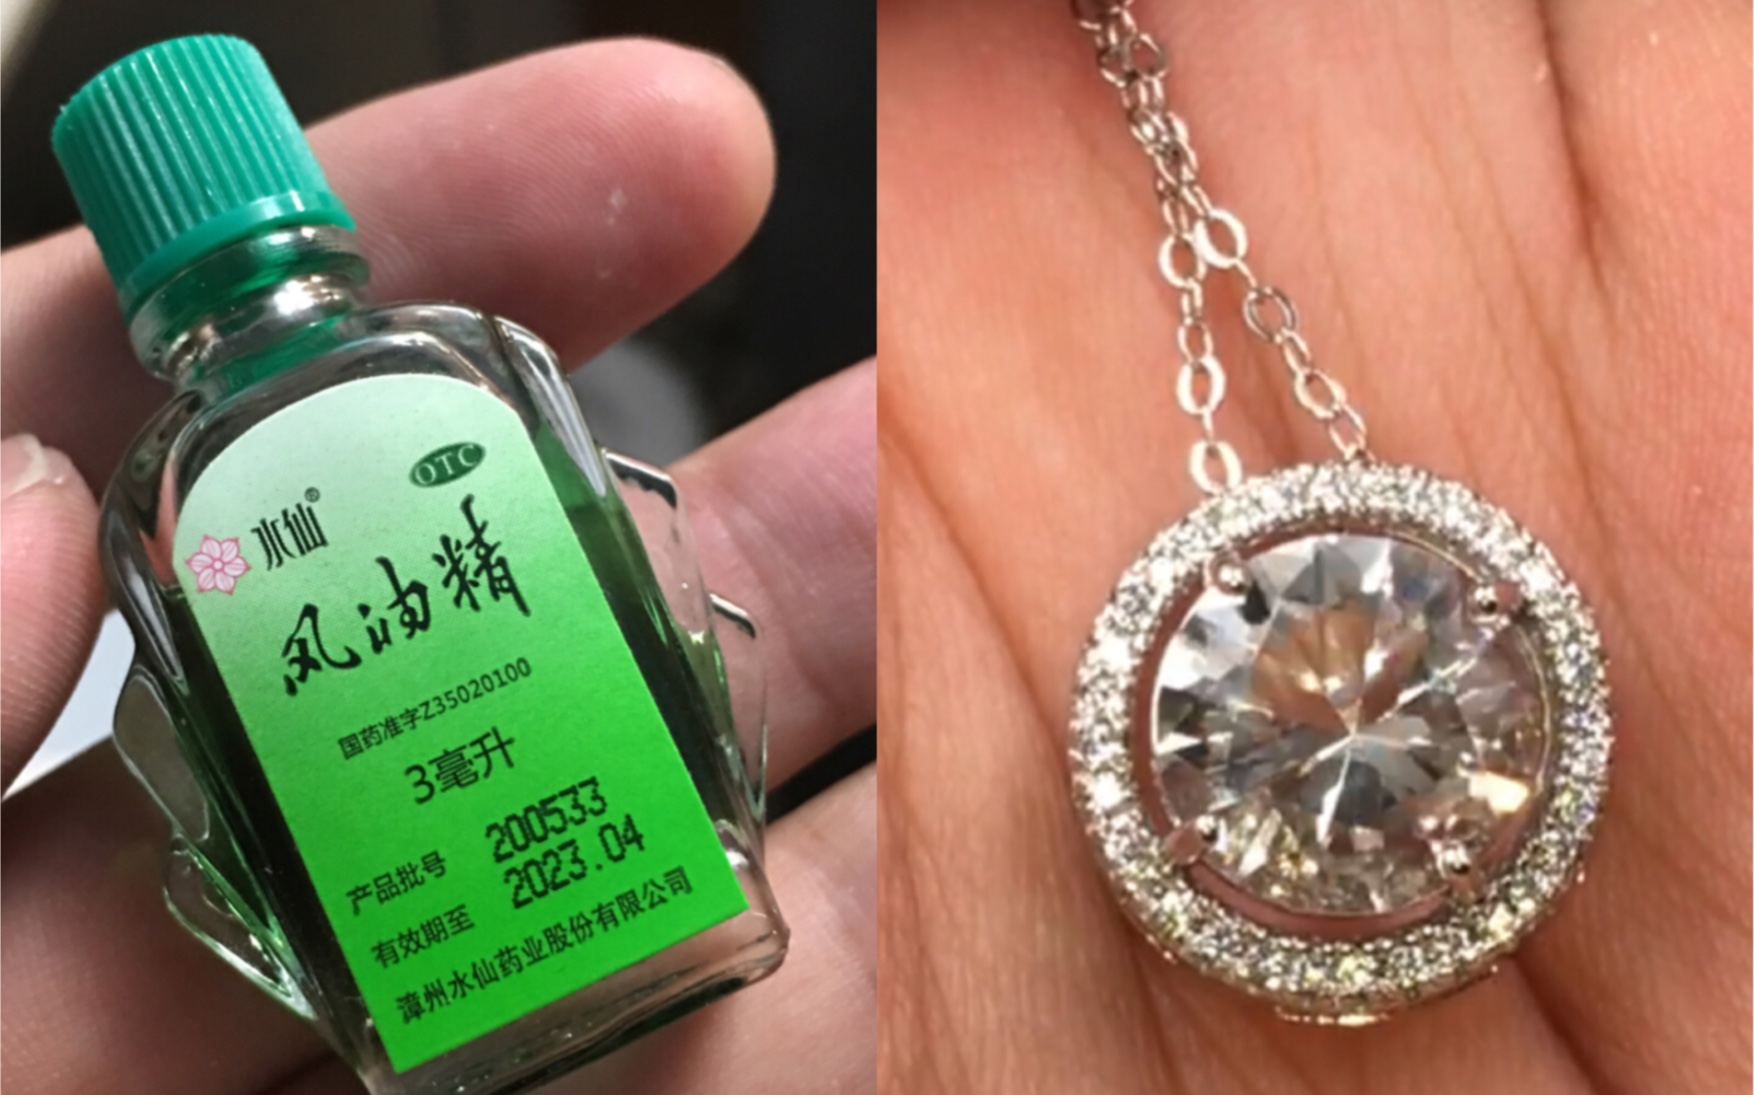 OTC
水仙®
风油精
国药准字Z35020100
3毫升
产品批号 200533
有效期至 2023.04
漳州水仙药业股份有限公司